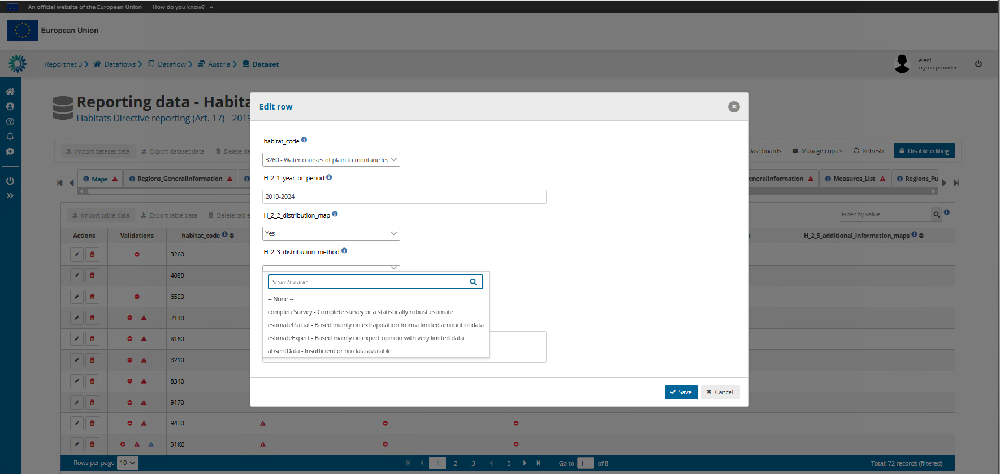 An official website of the European Union How do you know?
European Union
Reportnet 3 Dataflows Dataflow Austria Dataset
eleni
tryfon.provider
Reporting data - Habita
Habitats Directive reporting (Art. 17) - 2019
Import dataset data Export dataset data Delete da
Dashboards Manage copies Refresh Disable editing
Maps Regions_GeneralInformation
eneralInformation Measures_List Regions_Fu
Import table data Export table data Delete table
Filter by value
Actions Validations habitat_code H_2_5_additional_information_maps
3260
4080
6520
7140
8160
8210
8340
9170
9430
91K0
Rows per page 10 1 2 3 4 5 Go to 1 of 8 Total: 72 records (filtered)
Edit row
habitat_code
3260 - Water courses of plain to montane lev
H_2_1_year_or_period
2019-2024
H_2_2_distribution_map
Yes
H_2_3_distribution_method
Search value
-- None --
completeSurvey - Complete survey or a statistically robust estimate
estimatePartial - Based mainly on extrapolation from a limited amount of data
estimateExpert - Based mainly on expert opinion with very limited data
absentData - Insufficient or no data available
Save Cancel